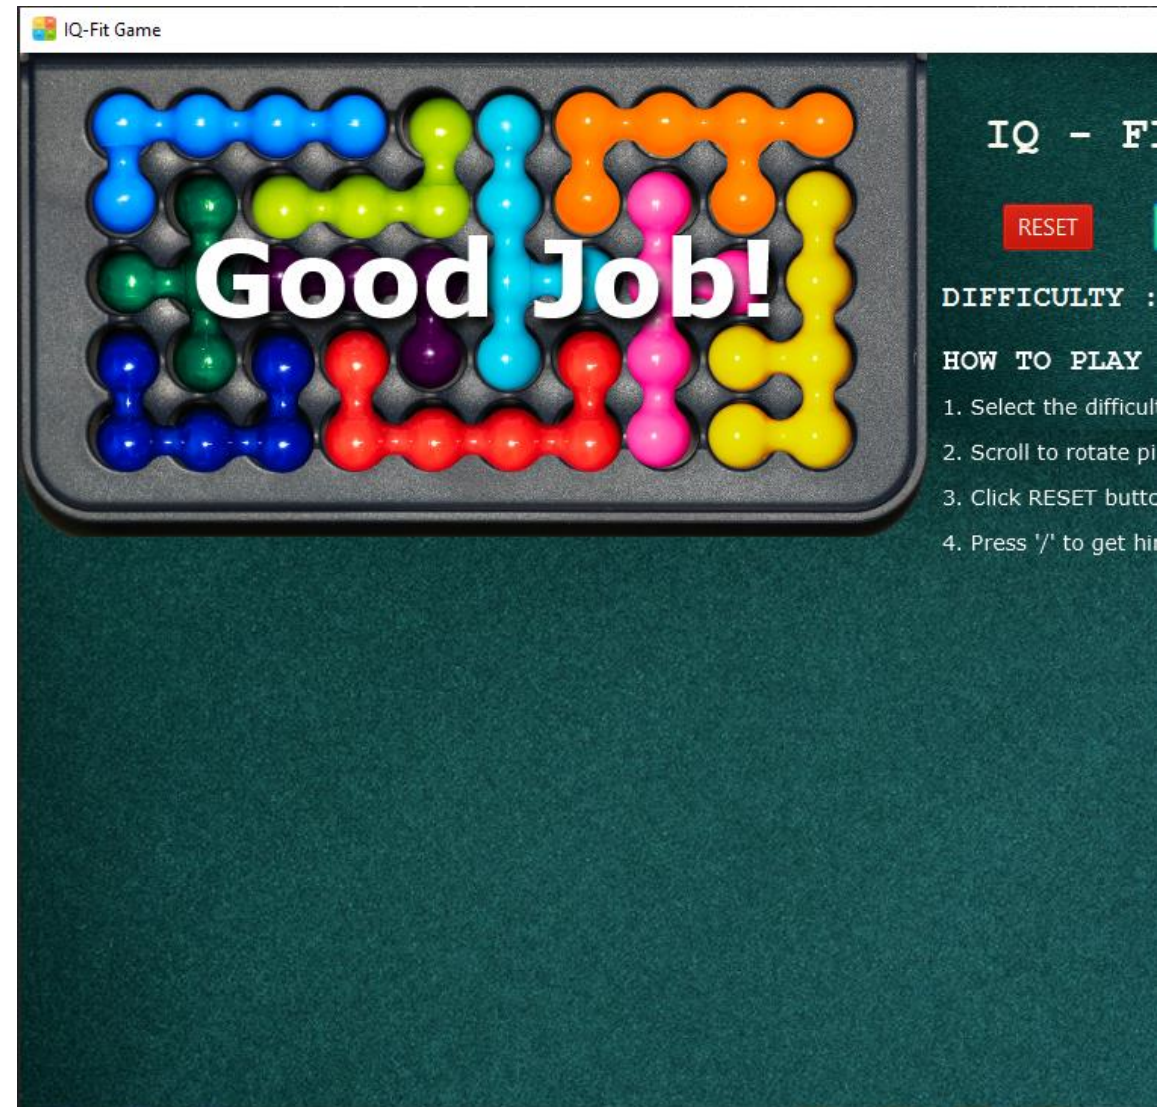 IQ-Fit Game
Good Job!
IQ - F
RESET
DIFFICULTY :
HOW TO PLAY
1. Select the difficul
2. Scroll to rotate pi
3. Click RESET butto
4. Press '/' to get hi